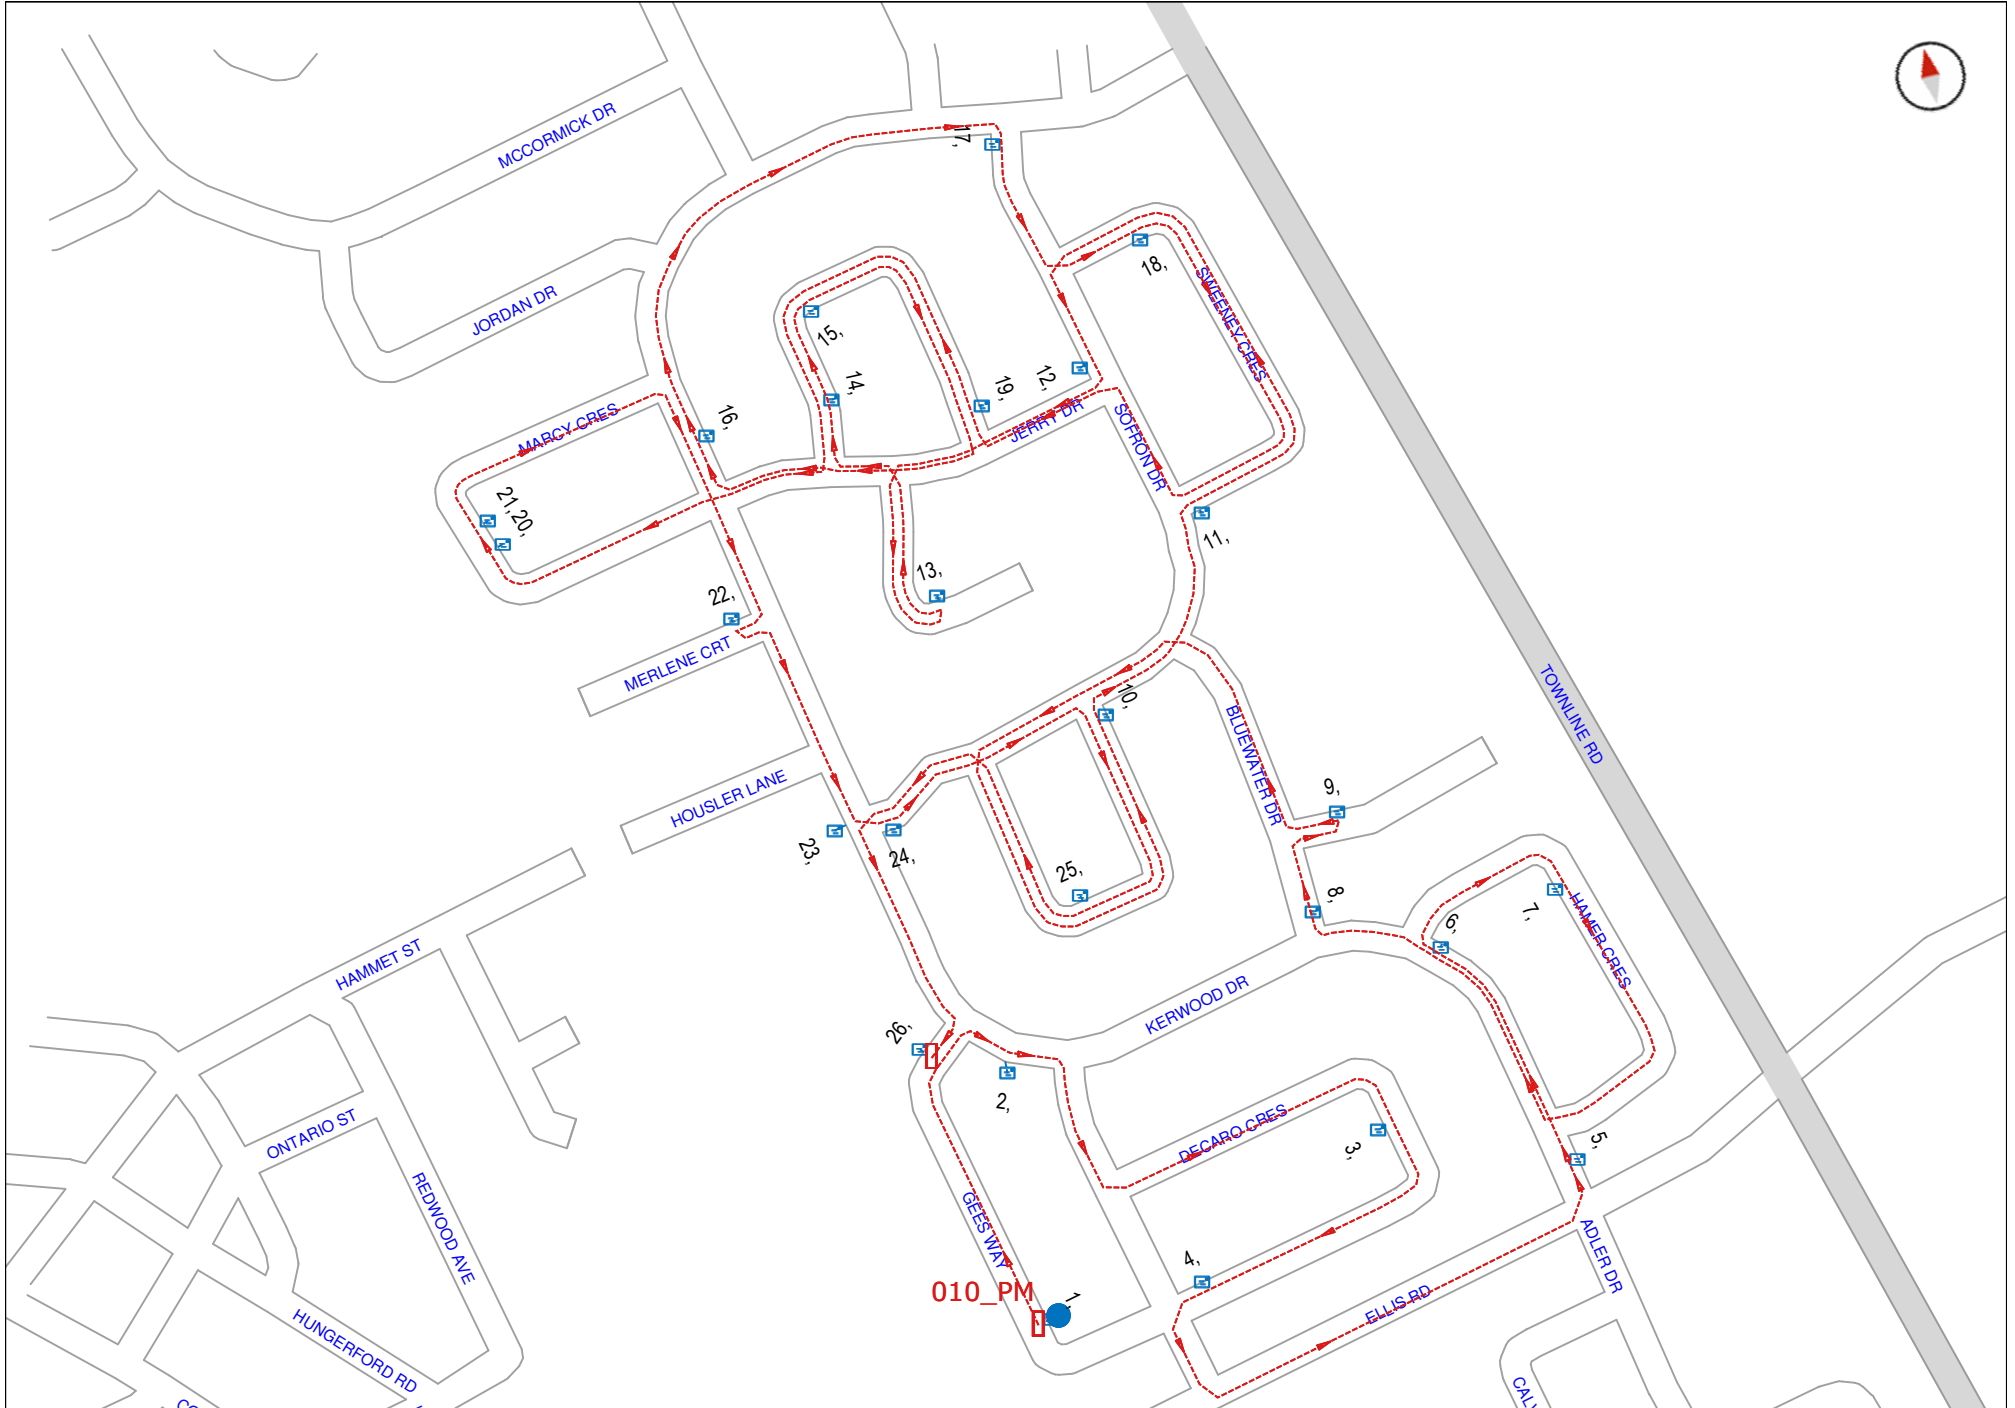 MCCORMICK DR
17,
JORDAN DR
18,
SWEENEY CRES
15,
14,
19,
12,
16,
MARCY CRES
JERRY DR
SOFRON DR
21,
20,
11,
13,
22,
MERLENE CRT
10,
TOWNLINE RD
BLUEWATER DR
HOUSLER LANE
9,
23,
24,
25,
8,
6,
7,
HAMER CRES
HAMMET ST
KERWOOD DR
26,
2,
ONTARIO ST
DECARO CRES
3,
5,
REDWOOD AVE
GEES WAY
4,
ADLER DR
010_PM
1,
ELLIS RD
HUNGERFORD RD